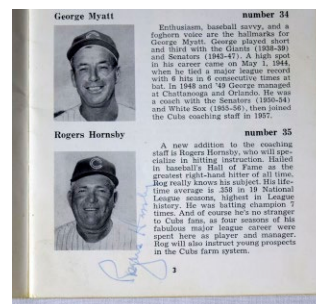 George Myatt number 34
Enthusiasm, baseball savvy, and a
foghorn voice are the hallmarks for
George Myatt. George played short
and third with the Giants (1938-39)
and Senators (1943-47). A high spot
in his career came on May 1, 1944,
when he tied a major league record
with 6 hits in 6 consecutive times at
bat. In 1948 and '49 George managed
at Chattanooga and Orlando. He was
a coach with the Senators (1950-54)
and White Sox (1955-56), then joined
the Cubs coaching staff in 1957.
Rogers Hornsby number 35
A new addition to the coaching
staff is Rogers Hornsby, who will spe-
cialize in hitting instruction. Hailed
in baseball's Hall of Fame as the
greatest right-hand hitter of all time,
Rog really knows his subject. His life-
time average is .358 in 19 National
League seasons, highest in League
history. He was batting champion 7
times. And of course he's no stranger
to Cubs fans, as four seasons of his
fabulous major league career were
spent here as player and manager.
Rog will also instruct young prospects
in the Cubs farm system.
Rogers Hornsby
3